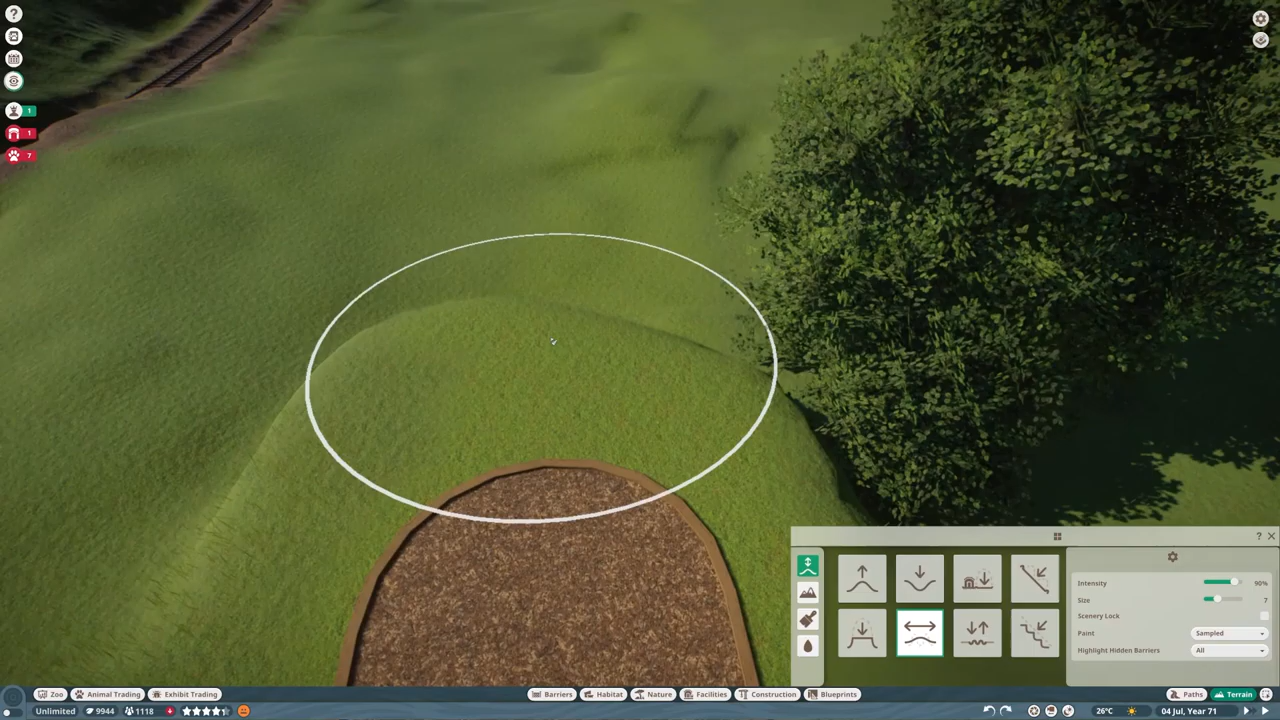 ?
1
1
7
?
Intensity 90%
Size 7
Scenery Lock
Paint Sampled
Highlight Hidden Barriers All
Zoo Animal Trading Exhibit Trading Barriers Habitat Nature Facilities Construction Blueprints Paths Terrain
Unlimited 9944 1118 26°C 04 Jul, Year 71